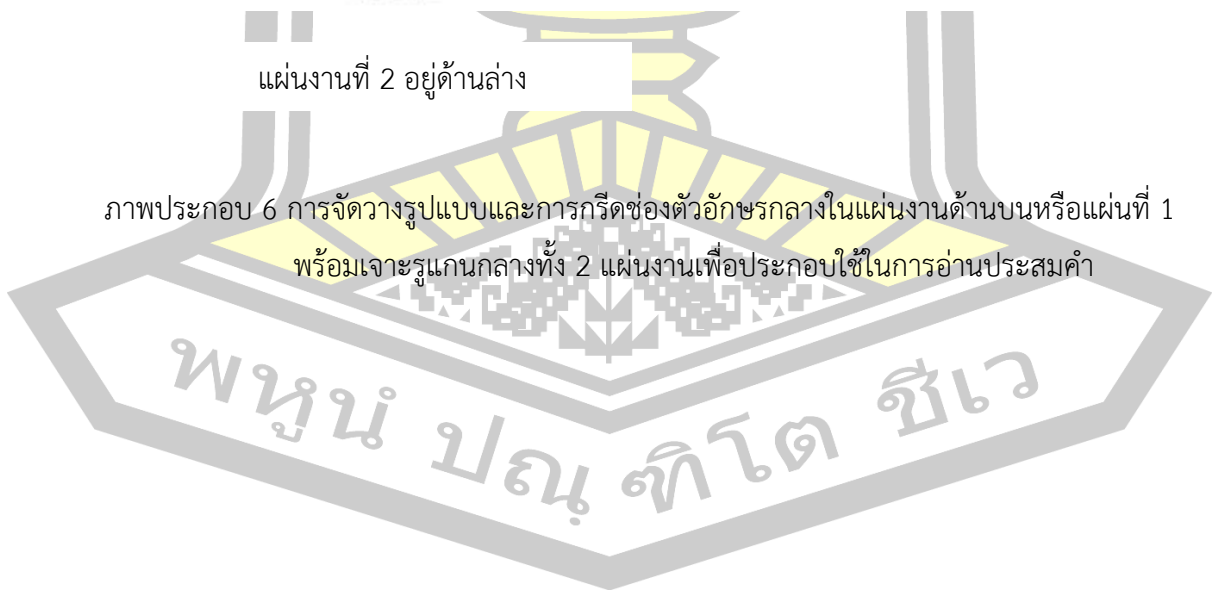 แผ่นงานที่ 2 อยู่ด้านล่าง
ภาพประกอบ 6 การจัดวางรูปแบบและการกรีดช่องตัวอักษรกลางในแผ่นงานด้านบนหรือแผ่นที่ 1
พร้อมเจาะรูแกนกลางทั้ง 2 แผ่นงานเพื่อประกอบใช้ในการอ่านประสมคำ
พหูนํ ปณฺฑิโต ชีเว